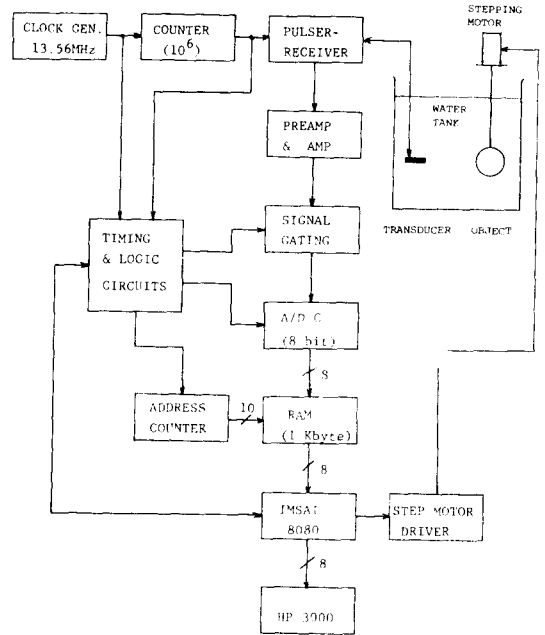 CLOCK GEN.
13.56MHz
COUNTER
(10⁶)
PULSER-
RECEIVER
STEPPING
MOTOR
PREAMP
& AMP
WATER
TANK
TRANSDUCER
OBJECT
TIMING
& LOGIC
CIRCUITS
SIGNAL
GATING
A/D C
(8 bit)
8
ADDRESS
COUNTER
10
RAM
(1 Kbyte)
8
IMSAI
8080
STEP MOTOR
DRIVER
8
HP 3900